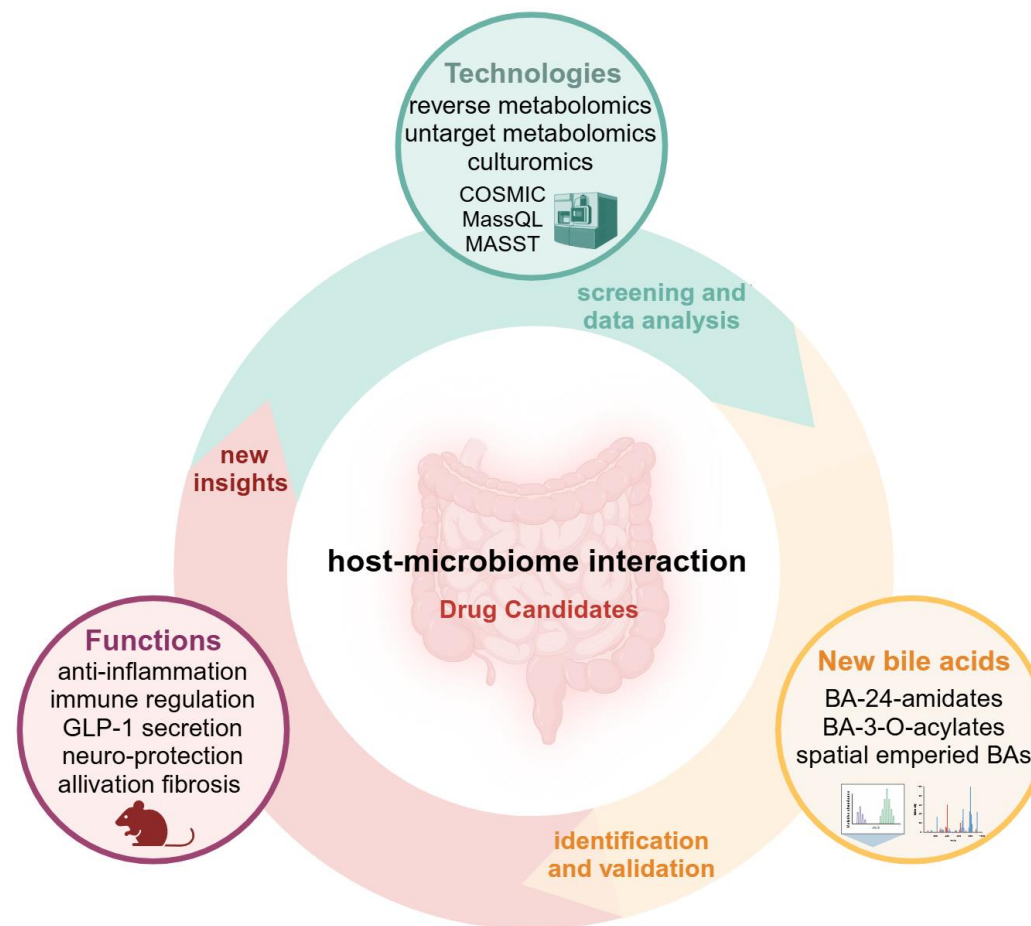 Technologies
reverse metabolomics
untarget metabolomics
culturomics
COSMIC
MassQL
MASST
screening and
data analysis
new
insights
host-microbiome interaction
Drug Candidates
Functions
anti-inflammation
immune regulation
GLP-1 secretion
neuro-protection
allivation fibrosis
New bile acids
BA-24-amidates
BA-3-O-acylates
spatial emperied BAs
identification
and validation